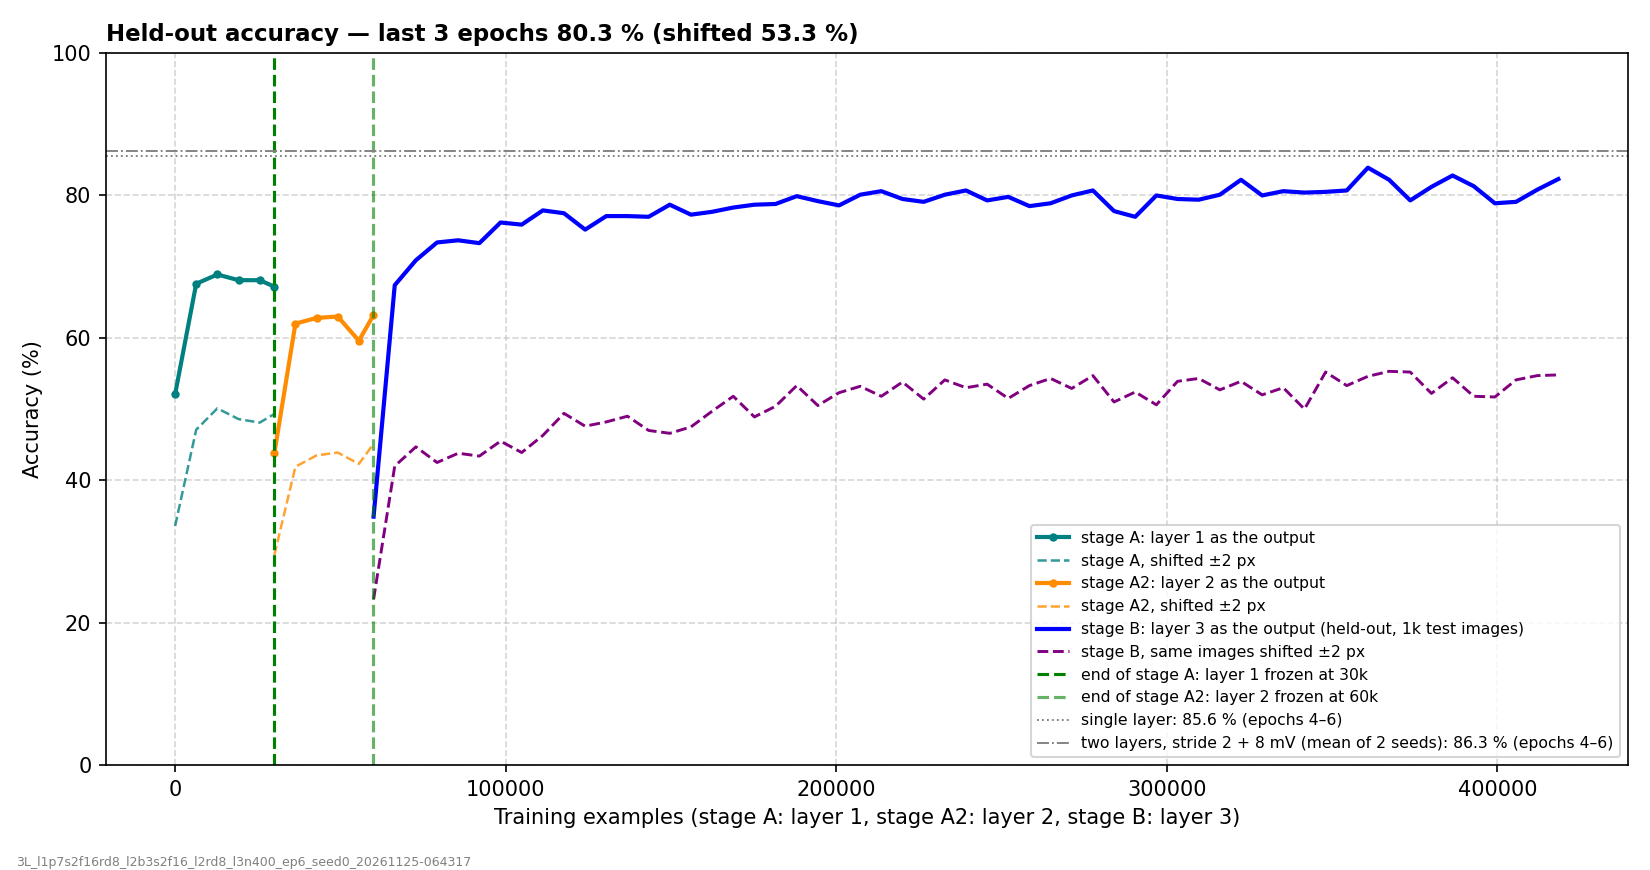 Held-out accuracy — last 3 epochs 80.3 % (shifted 53.3 %)
100
80
60
40
20
0
Accuracy (%)
0
100000
200000
300000
400000
Training examples (stage A: layer 1, stage A2: layer 2, stage B: layer 3)
stage A: layer 1 as the output
stage A, shifted ±2 px
stage A2: layer 2 as the output
stage A2, shifted ±2 px
stage B: layer 3 as the output (held-out, 1k test images)
stage B, same images shifted ±2 px
end of stage A: layer 1 frozen at 30k
end of stage A2: layer 2 frozen at 60k
single layer: 85.6 % (epochs 4–6)
two layers, stride 2 + 8 mV (mean of 2 seeds): 86.3 % (epochs 4–6)
3L_l1p7s2f16rd8_l2b3s2f16_l2rd8_l3n400_ep6_seed0_20261125-064317